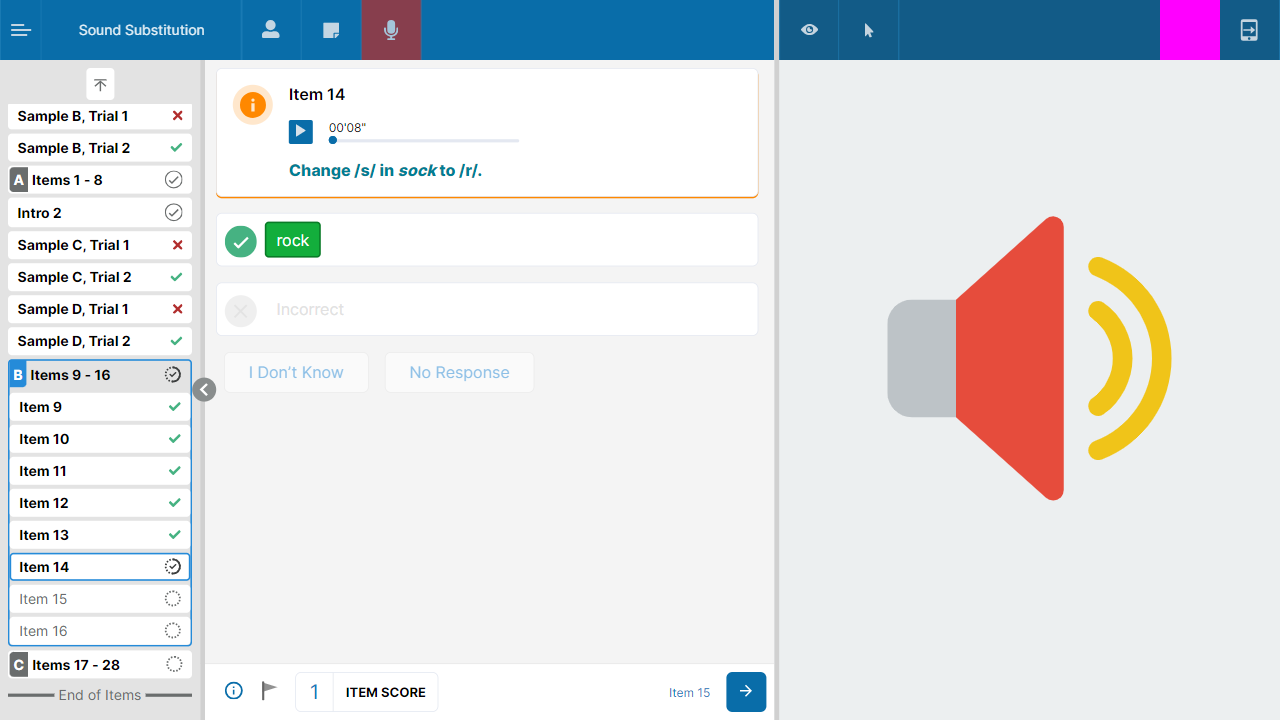 Sound Substitution
Sample B, Trial 1
Sample B, Trial 2
A Items 1 - 8
Intro 2
Sample C, Trial 1
Sample C, Trial 2
Sample D, Trial 1
Sample D, Trial 2
B Items 9 - 16
Item 9
Item 10
Item 11
Item 12
Item 13
Item 14
Item 15
Item 16
C Items 17 - 28
End of Items
Item 14
00'08"
Change /s/ in sock to /r/.
rock
Incorrect
I Don’t Know No Response
1 ITEM SCORE
Item 15